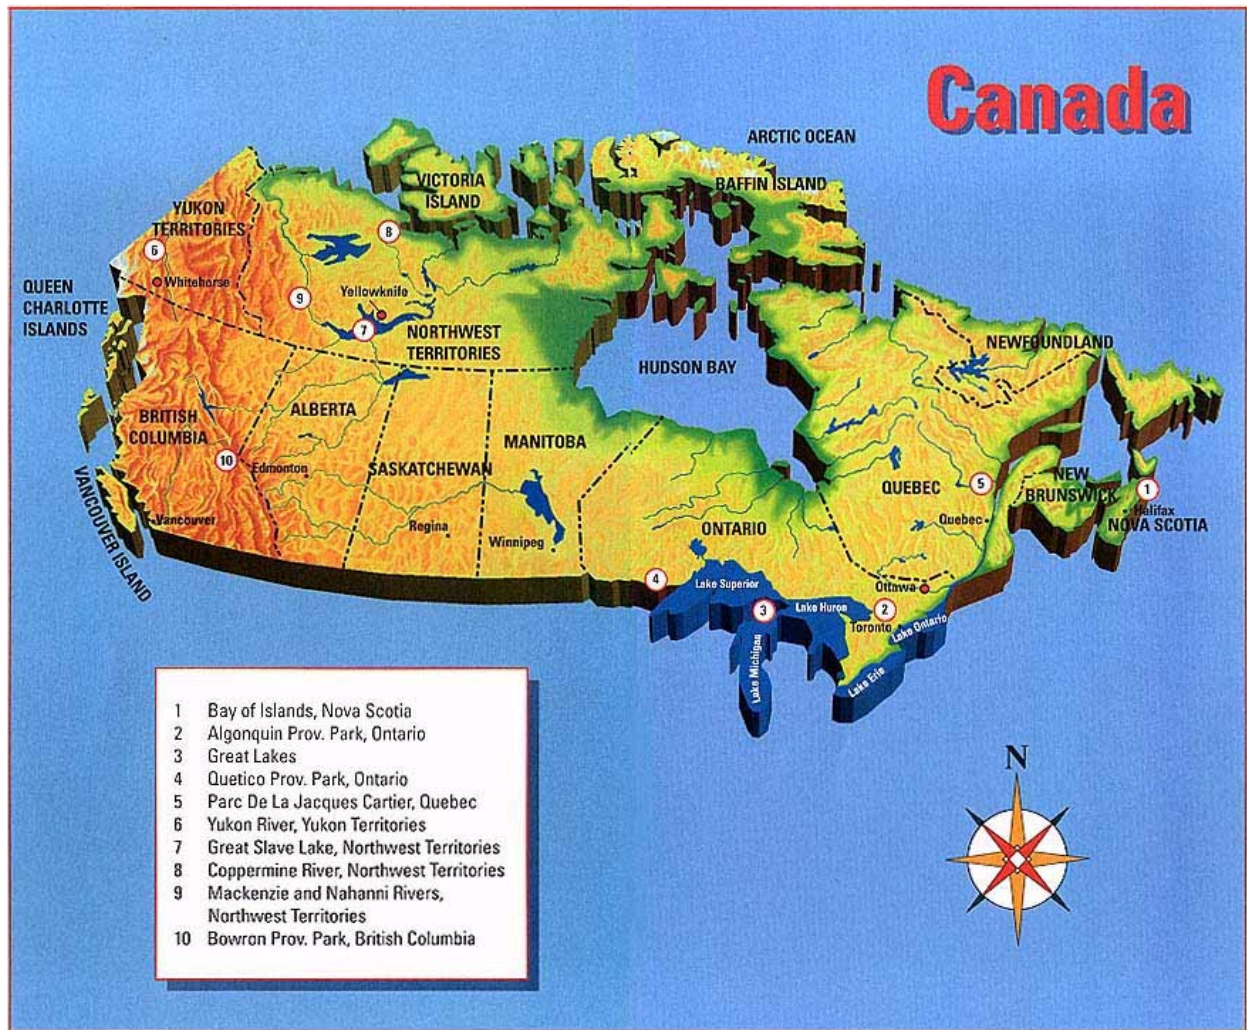 Canada
ARCTIC OCEAN
BAFFIN ISLAND
VICTORIA
ISLAND
YUKON
TERRITORIES
8
6
Whitehorse
QUEEN
CHARLOTTE
ISLANDS
9
Yellowknife
7
NORTHWEST
TERRITORIES
HUDSON BAY
NEWFOUNDLAND
BRITISH
COLUMBIA
ALBERTA
MANITOBA
10
Edmonton
SASKATCHEWAN
QUEBEC
5
NEW
BRUNSWICK
1
Halifax
NOVA SCOTIA
VANCOUVER ISLAND
Vancouver
Regina
Winnipeg
ONTARIO
Quebec
4
Lake Superior
Ottawa
3
Lake Huron
2
Toronto
Lake Ontario
Lake Michigan
Lake Erie
1 Bay of Islands, Nova Scotia
2 Algonquin Prov. Park, Ontario
3 Great Lakes
4 Quetico Prov. Park, Ontario
5 Parc De La Jacques Cartier, Quebec
6 Yukon River, Yukon Territories
7 Great Slave Lake, Northwest Territories
8 Coppermine River, Northwest Territories
9 Mackenzie and Nahanni Rivers,
Northwest Territories
10 Bowron Prov. Park, British Columbia
N